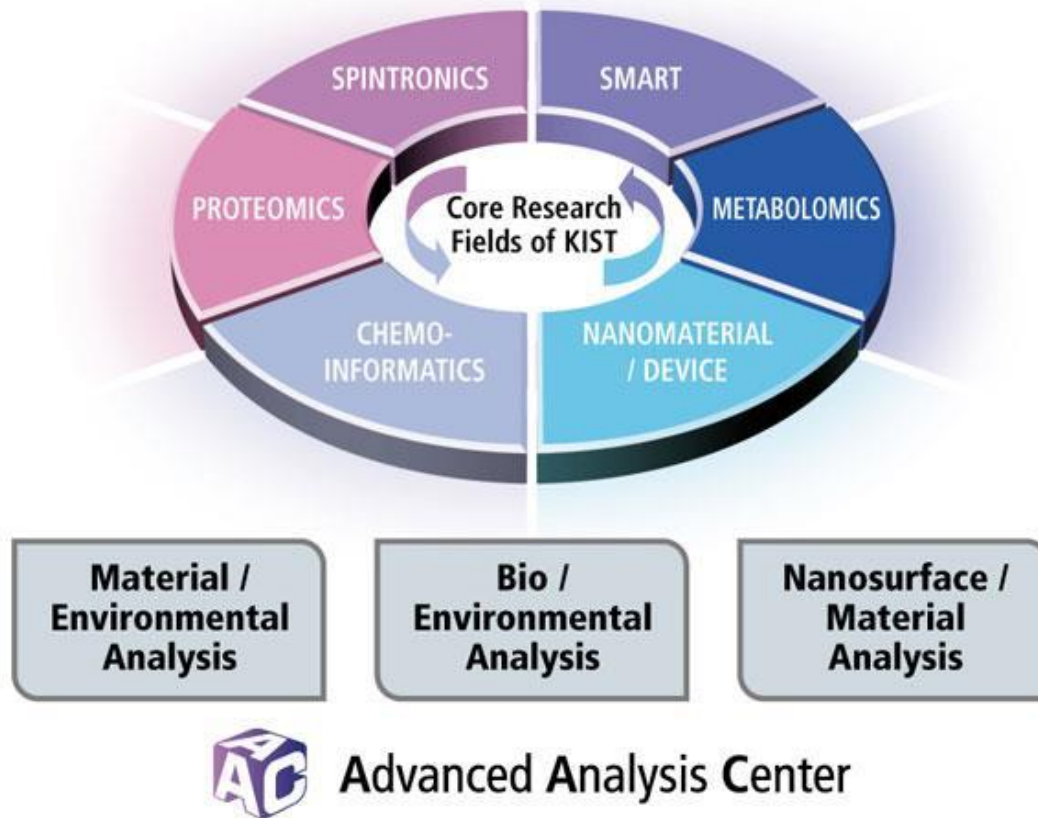 SPINTRONICS
SMART
PROTEOMICS
Core Research
Fields of KIST
METABOLOMICS
CHEMO-
INFORMATICS
NANOMATERIAL
/ DEVICE
Material /
Environmental
Analysis
Bio /
Environmental
Analysis
Nanosurface /
Material
Analysis
AAC
Advanced Analysis Center